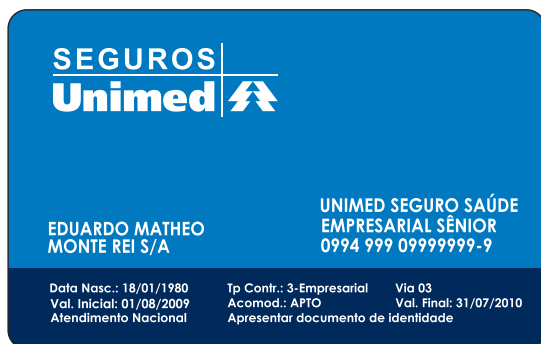 SEGUROS
Unimed
UNIMED SEGURO SAÚDE
EMPRESARIAL SÊNIOR
0994 999 09999999-9
EDUARDO MATHEO
MONTE REI S/A
Data Nasc.: 18/01/1980 Tp Contr.: 3-Empresarial Via 03
Val. Inicial: 01/08/2009 Acomod.: APTO Val. Final: 31/07/2010
Atendimento Nacional Apresentar documento de identidade